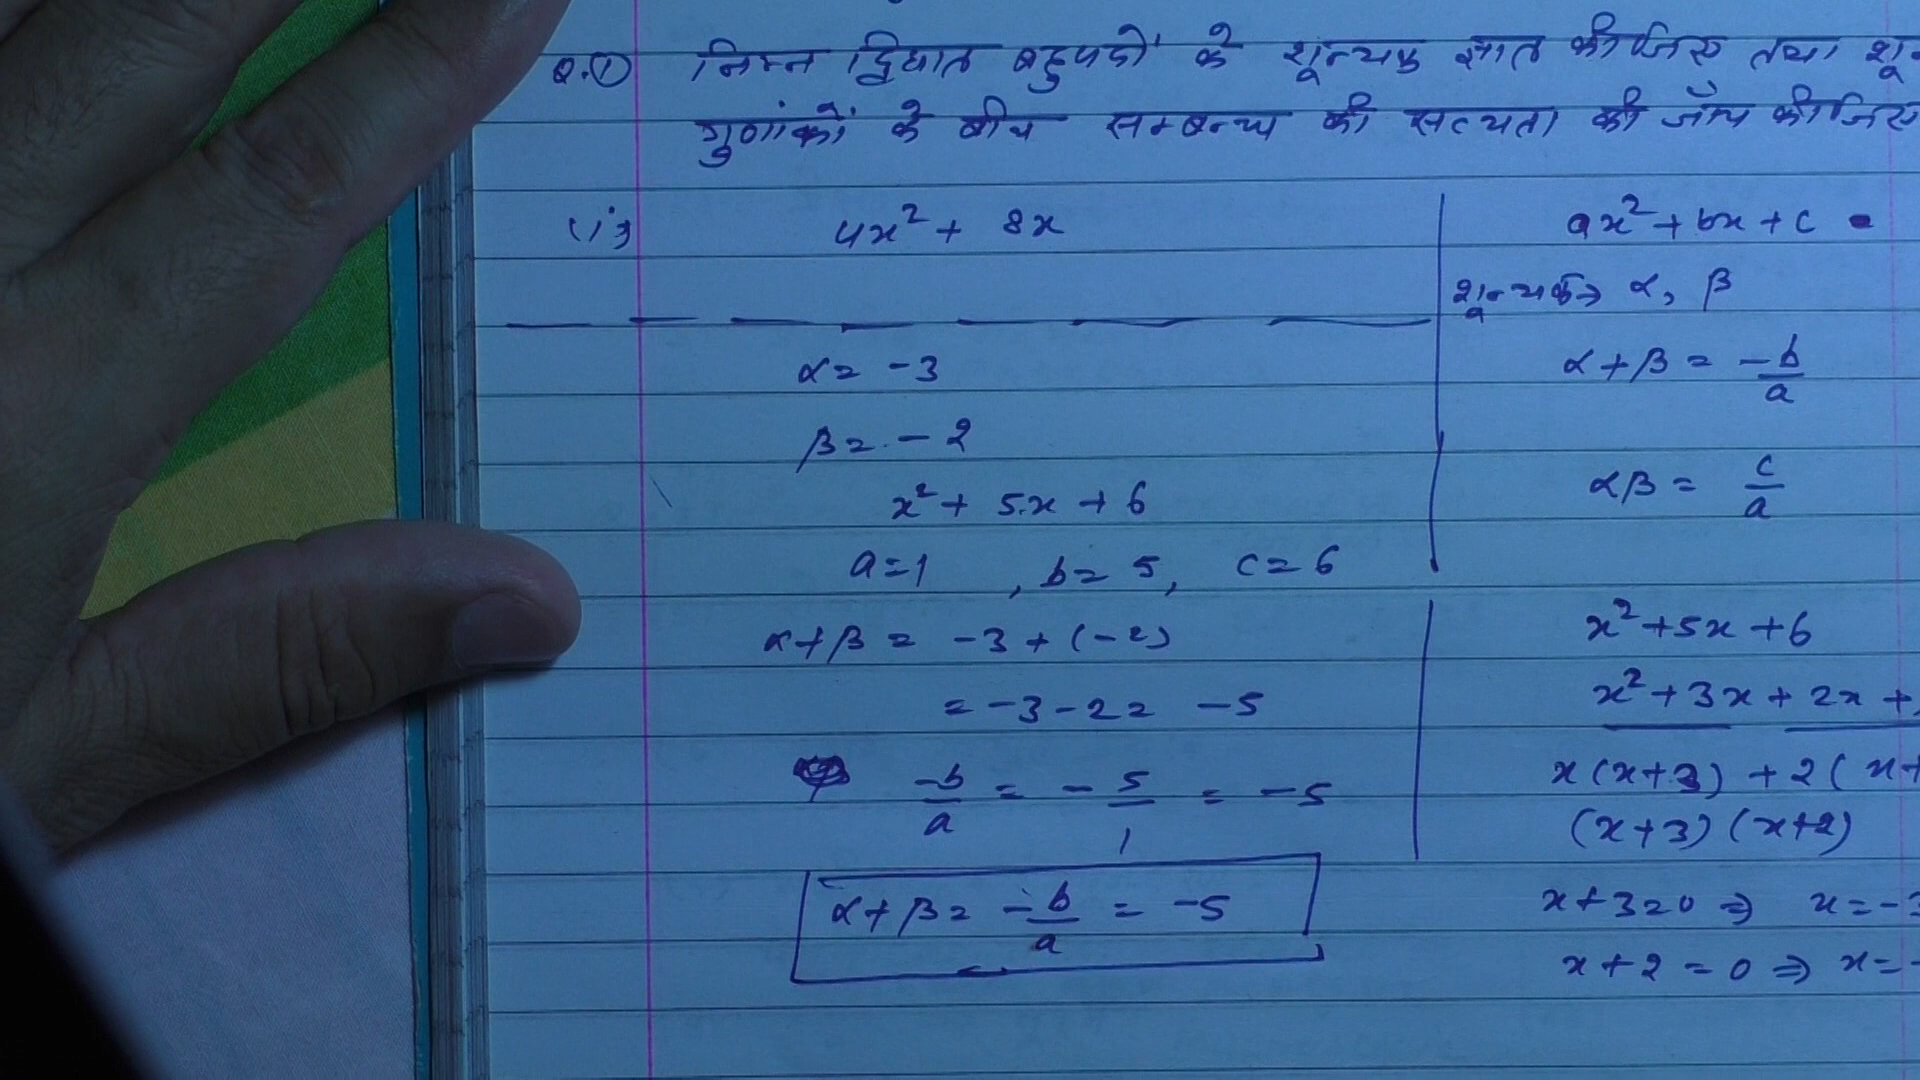 Q.① निम्न द्विघात बहुपदों के शून्यक ज्ञात कीजिए तथा
गुणांकों के बीच सम्बन्ध की सत्यता की जाँच कीजिए
(i) 4x² + 8x
α = -3
β = - 2
x² + 5x + 6
a=1 , b= 5, c= 6
α+β = -3 + (-2)
= -3-2= -5
-b/a = - 5/1 = -5
α+β= -b/a = -5
ax² + bx + c
शून्यक→ α, β
α+β = -b/a
αβ = c/a
x²+5x+6
x²+3x+2x+
x(x+3)+2(x+
(x+3)(x+2)
x+3=0 ⇒ x=-3
x+2=0 ⇒ x=-